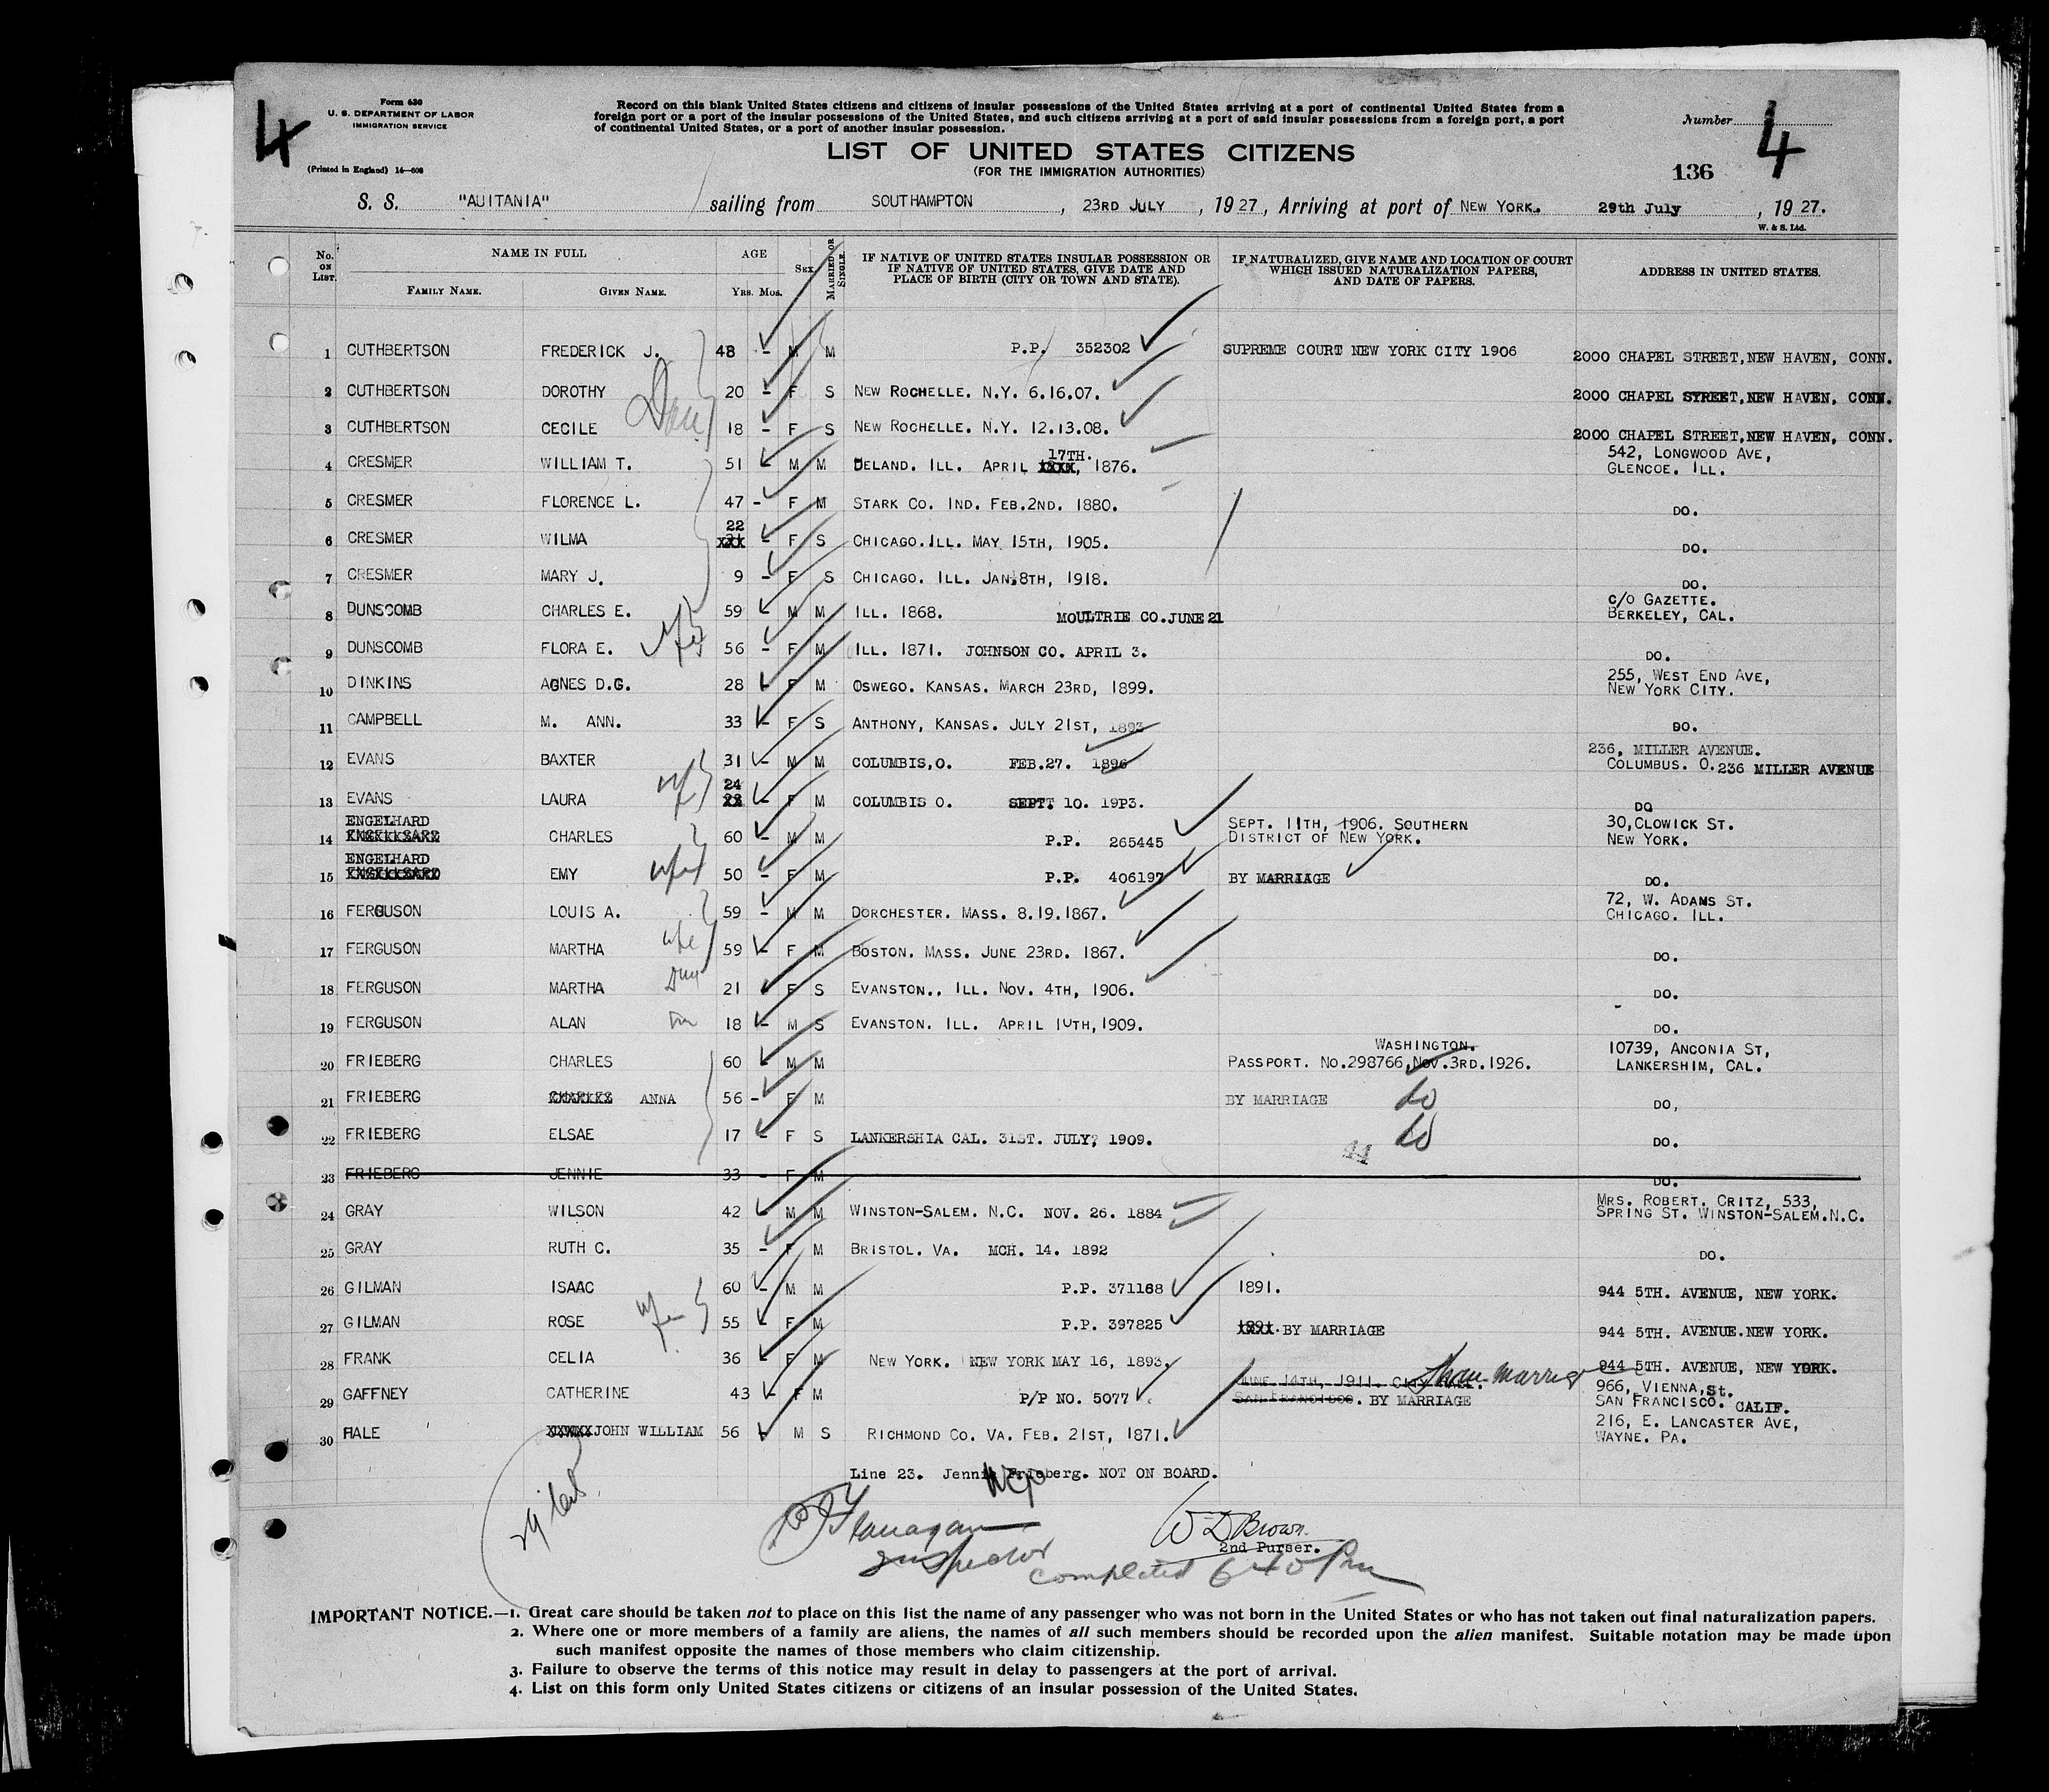 4
Form 630
U. S. DEPARTMENT OF LABOR
IMMIGRATION SERVICE
(Printed in England) 14—606
Record on this blank United States citizens and citizens of insular possessions of the United States arriving at a port of continental United States from a
foreign port or a port of the insular possessions of the United States, and such citizens arriving at a port of said insular possessions from a foreign port, a port
of continental United States, or a port of another insular possession.
Number 4
LIST OF UNITED STATES CITIZENS
(FOR THE IMMIGRATION AUTHORITIES)
136
S. S. "AUITANIA" sailing from SOUTHAMPTON, 23RD JULY, 1927, Arriving at port of NEW YORK. 29th July, 1927.
W. & S. Ltd.
No. ON LIST. NAME IN FULL AGE SEX MARRIED OR SINGLE. IF NATIVE OF UNITED STATES INSULAR POSSESSION OR IF NATIVE OF UNITED STATES, GIVE DATE AND PLACE OF BIRTH (CITY OR TOWN AND STATE). IF NATURALIZED, GIVE NAME AND LOCATION OF COURT WHICH ISSUED NATURALIZATION PAPERS, AND DATE OF PAPERS. ADDRESS IN UNITED STATES.
FAMILY NAME. GIVEN NAME. YRS. MOS.
1 CUTHBERTSON FREDERICK J. 48 - M M P.P. 352302 SUPREME COURT NEW YORK CITY 1906 2000 CHAPEL STREET, NEW HAVEN, CONN.
2 CUTHBERTSON DOROTHY 20 - F S NEW ROCHELLE. N.Y. 6.16.07. 2000 CHAPEL STREET, NEW HAVEN, CONN.
3 CUTHBERTSON CECILE 18 - F S NEW ROCHELLE. N.Y. 12.13.08. 2000 CHAPEL STREET, NEW HAVEN, CONN.
4 CRESMER WILLIAM T. 51 - M M DELAND. ILL. APRIL 17TH. XXXX, 1876. 542, LONGWOOD AVE, GLENCOE. ILL.
5 CRESMER FLORENCE L. 47 - F M STARK CO. IND. FEB.2ND. 1880. DO.
6 CRESMER WILMA 22 - F S CHICAGO.ILL. MAY 15TH, 1905. DO.
7 CRESMER MARY J. 9 - F S CHICAGO. ILL. JAN.8TH, 1918. DO.
8 DUNSCOMB CHARLES E. 59 - M M ILL. 1868. MOULTRIE CO. JUNE 21 C/O GAZETTE. BERKELEY, CAL.
9 DUNSCOMB FLORA E. 56 - F M ILL. 1871. JOHNSON CO. APRIL 3. DO.
10 DINKINS AGNES D.G. 28 - F M OSWEGO. KANSAS. MARCH 23RD, 1899. 255, WEST END AVE, NEW YORK CITY.
11 CAMPBELL M. ANN. 33 - F S ANTHONY, KANSAS. JULY 21ST, 1893 DO.
12 EVANS BAXTER 31 - M M COLUMBIS,O. FEB.27. 1896 236, MILLER AVENUE. COLUMBUS. O. 236 MILLER AVENUE
13 EVANS LAURA 24 - F M COLUMBIS O. SEPT. 10. 19P3. DO
14 ENGELHARD CHARLES 60 - M M P.P. 265445 SEPT. 11TH, 1906. SOUTHERN DISTRICT OF NEW YORK. 30, CLOWICK ST. NEW YORK.
15 ENGELHARD EMY wife 50 - F M P.P. 406197 BY MARRIAGE DO.
16 FERGUSON LOUIS A. 59 - M M DORCHESTER. MASS. 8.19.1867. 72, W. ADAMS ST. CHICAGO. ILL.
17 FERGUSON MARTHA wife 59 - F M BOSTON. MASS. JUNE 23RD. 1867. DO.
18 FERGUSON MARTHA 21 - F S EVANSTON., ILL. NOV. 4TH, 1906. DO.
19 FERGUSON ALAN 18 - M S EVANSTON. ILL. APRIL 10TH, 1909. DO.
20 FRIEBERG CHARLES 60 - M M WASHINGTON. PASSPORT. NO.298766, NOV.3RD.1926. 10739, ANCONIA ST, LANKERSHIM, CAL.
21 FRIEBERG CHARLES ANNA 56 - F M BY MARRIAGE do DO,
22 FRIEBERG ELSAE 17 - F S LANKERSHIA CAL. 31ST. JULY, 1909. do DO.
44
23 FRIEBERG JENNIE 33 - F M DO.
24 GRAY WILSON 42 - M M WINSTON-SALEM. N.C. NOV. 26. 1884 MRS. ROBERT. CRITZ, 533, SPRING ST. WINSTON-SALEM.N.C.
25 GRAY RUTH C. 35 - F M BRISTOL. VA. MCH. 14. 1892 DO.
26 GILMAN ISAAC 60 - M M P.P. 371168 1891. 944 5TH. AVENUE, NEW YORK.
27 GILMAN ROSE 55 - F M P.P. 397825 1891. BY MARRIAGE 944 5TH. AVENUE.NEW YORK.
28 FRANK CELIA 36 - F M NEW YORK. NEW YORK MAY 16, 1893. 944 5TH. AVENUE, NEW YORK.
29 GAFFNEY CATHERINE 43 - F M P/P NO. 5077 JUNE 14TH, 1911. CITY HALL. SAN FRANCISCO. BY MARRIAGE 966, VIENNA, St. SAN FRANCISCO. CALIF.
30 HALE JOHN WILLIAM 56 - M S RICHMOND CO. VA. FEB. 21ST, 1871. 216, E. LANCASTER AVE, WAYNE. PA.
Line 23. Jennie Frieberg. NOT ON BOARD.
Flanagan
Inspector
W D Brown.
2nd Purser.
completed 640 Pm
IMPORTANT NOTICE.—1. Great care should be taken not to place on this list the name of any passenger who was not born in the United States or who has not taken out final naturalization papers.
2. Where one or more members of a family are aliens, the names of all such members should be recorded upon the alien manifest. Suitable notation may be made upon
such manifest opposite the names of those members who claim citizenship.
3. Failure to observe the terms of this notice may result in delay to passengers at the port of arrival.
4. List on this form only United States citizens or citizens of an insular possession of the United States.